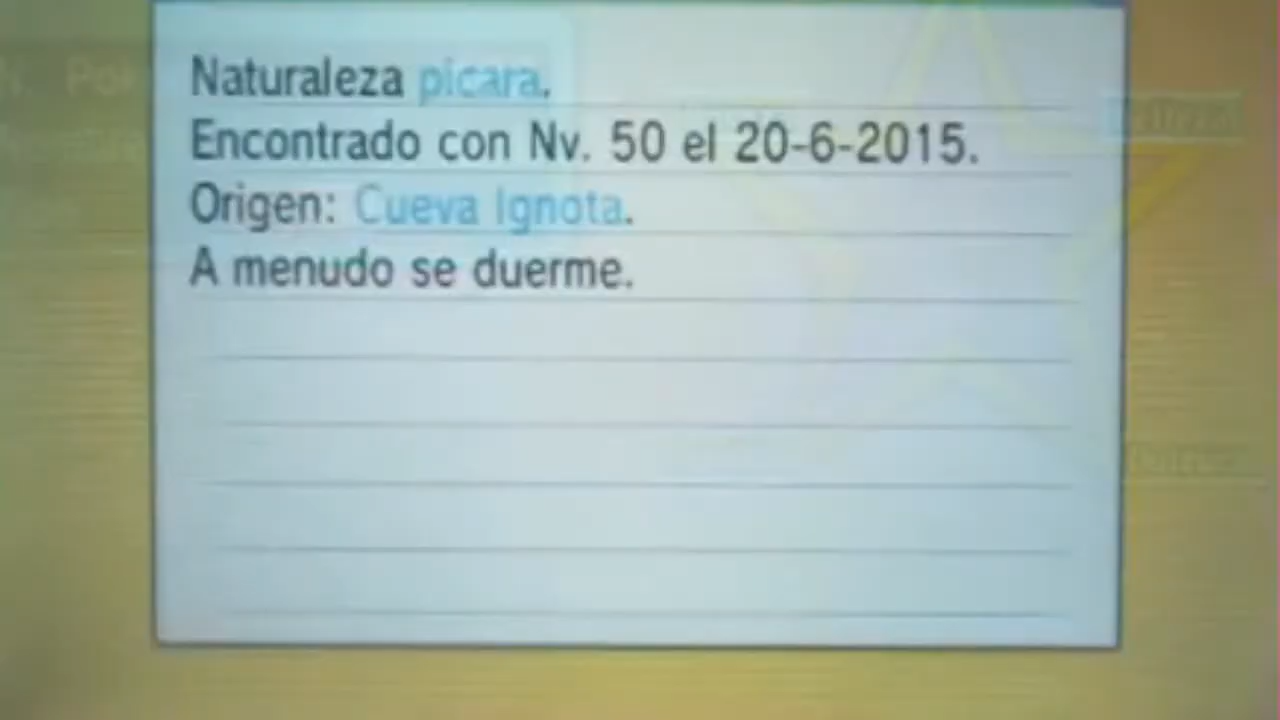 Naturaleza pícara.
Encontrado con Nv. 50 el 20-6-2015.
Origen: Cueva Ignota.
A menudo se duerme.